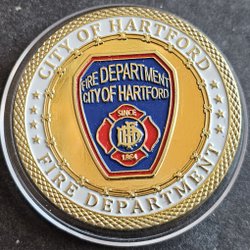 CITY OF HARTFORD
FIRE DEPARTMENT
CITY OF HARTFORD
SINCE
HFD
1864
FIRE DEPARTMENT